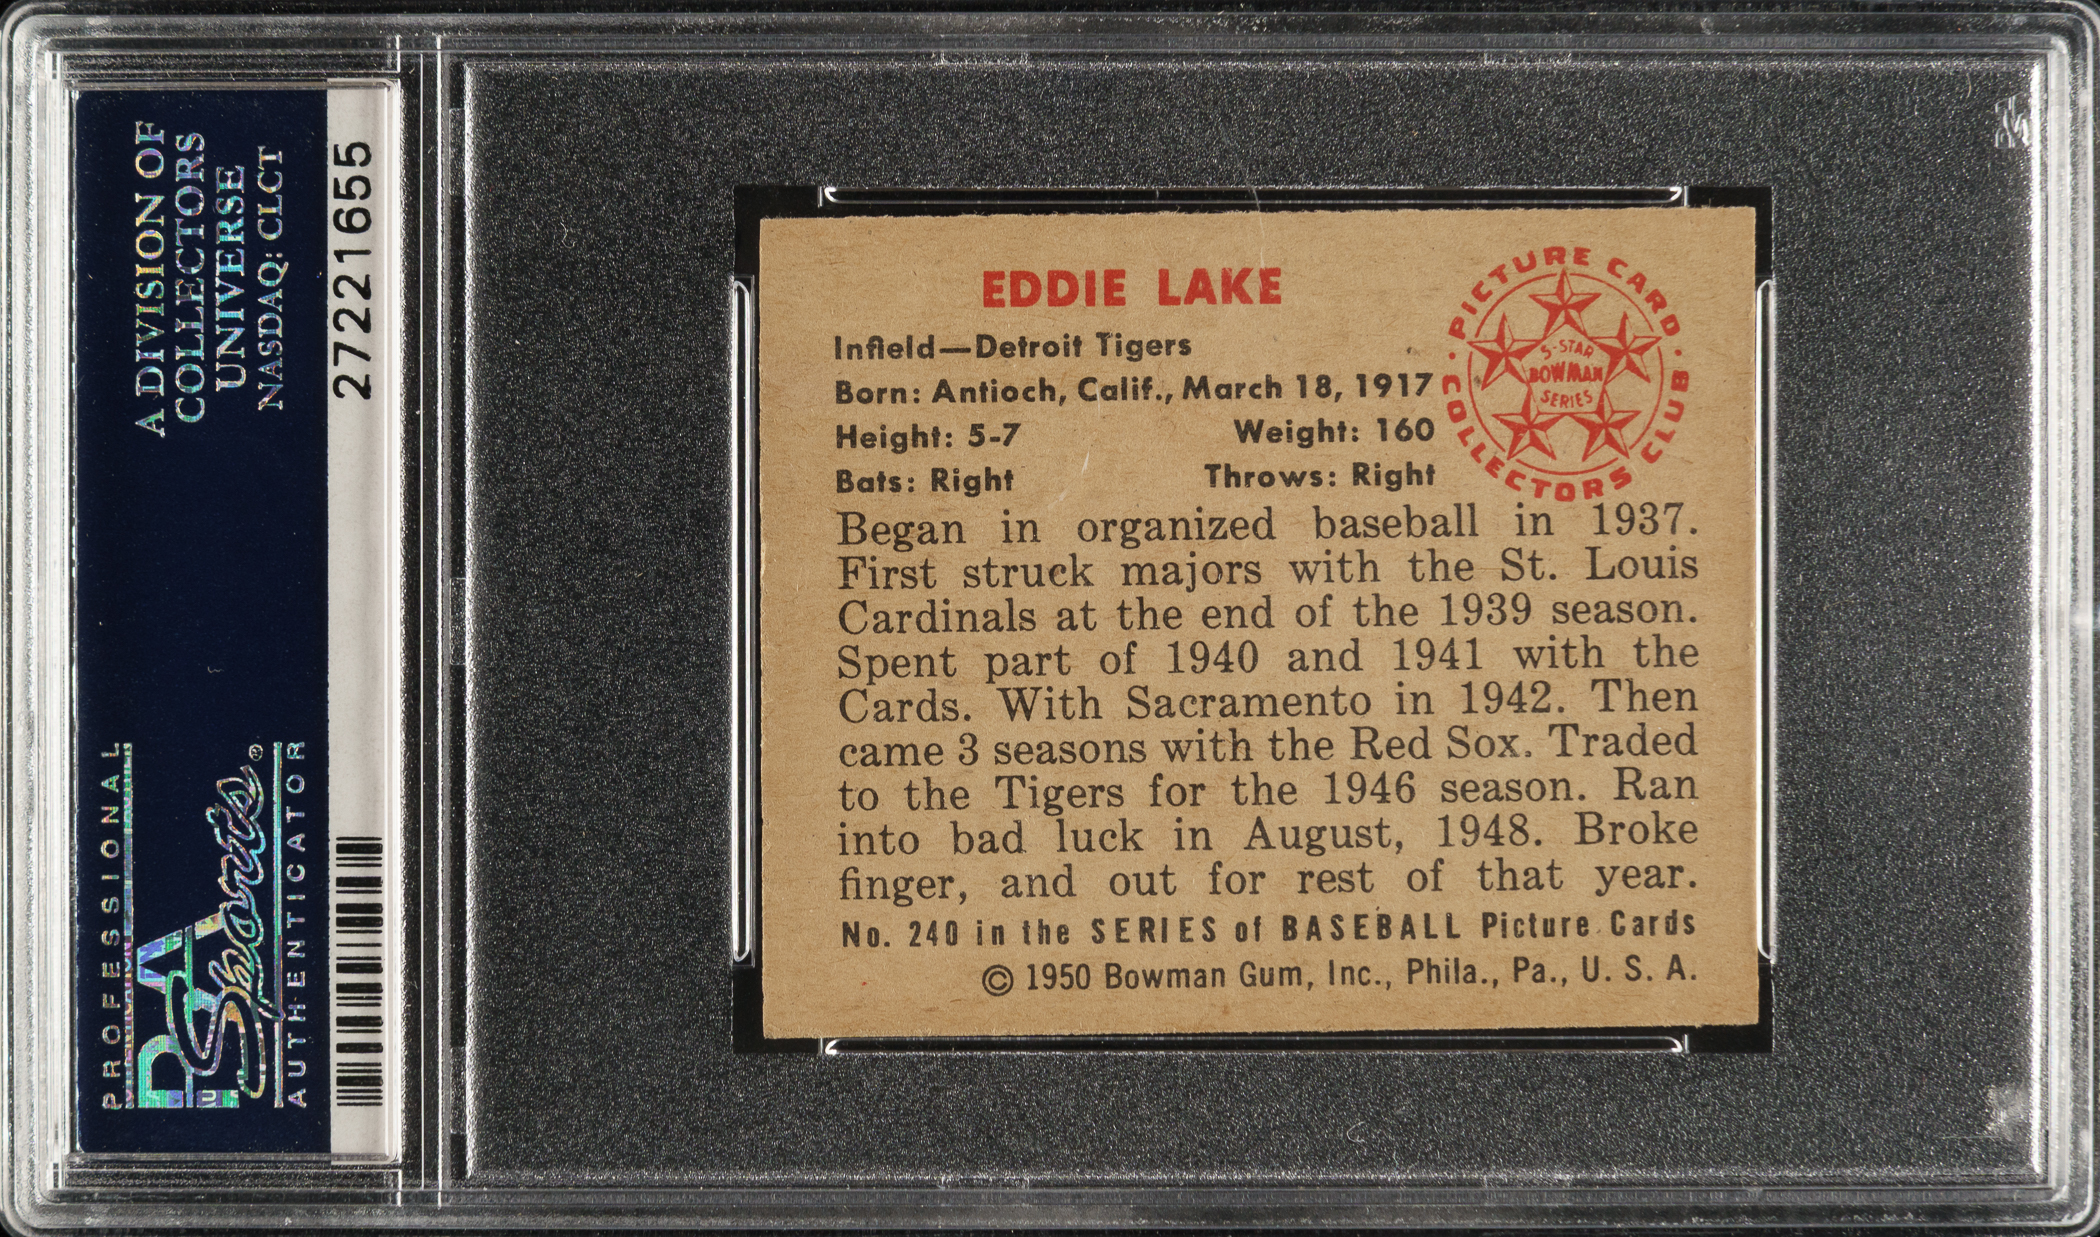 A DIVISION OF
COLLECTORS
UNIVERSE
NASDAQ: CLCT
27221655
PROFESSIONAL
PSA
Sports®
AUTHENTICATOR
EDDIE LAKE
Infield—Detroit Tigers
Born: Antioch, Calif., March 18, 1917
Height: 5-7 Weight: 160
Bats: Right Throws: Right
PICTURE CARD
COLLECTORS CLUB
5-STAR
BOWMAN
SERIES
Began in organized baseball in 1937.
First struck majors with the St. Louis
Cardinals at the end of the 1939 season.
Spent part of 1940 and 1941 with the
Cards. With Sacramento in 1942. Then
came 3 seasons with the Red Sox. Traded
to the Tigers for the 1946 season. Ran
into bad luck in August, 1948. Broke
finger, and out for rest of that year.
No. 240 in the SERIES of BASEBALL Picture Cards
© 1950 Bowman Gum, Inc., Phila., Pa., U. S. A.